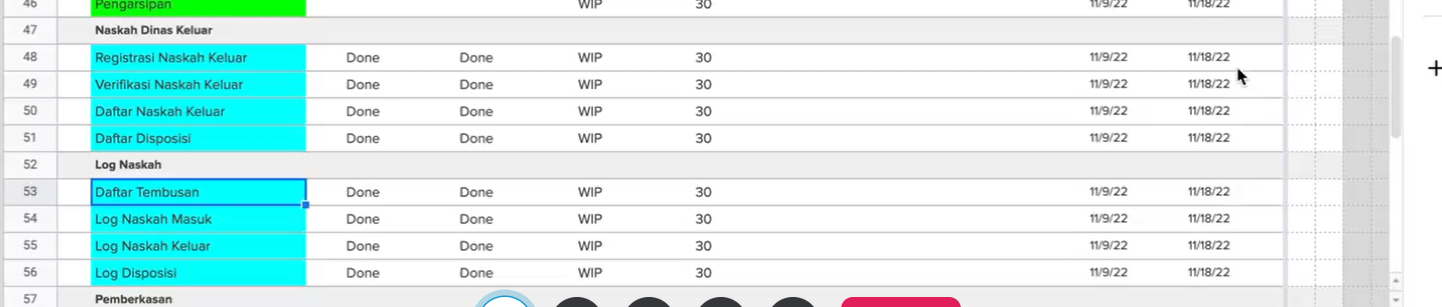 46 Pengarsipan WIP 30 11/9/22 11/18/22
47 Naskah Dinas Keluar
48 Registrasi Naskah Keluar Done Done WIP 30 11/9/22 11/18/22
49 Verifikasi Naskah Keluar Done Done WIP 30 11/9/22 11/18/22
50 Daftar Naskah Keluar Done Done WIP 30 11/9/22 11/18/22
51 Daftar Disposisi Done Done WIP 30 11/9/22 11/18/22
52 Log Naskah
53 Daftar Tembusan Done Done WIP 30 11/9/22 11/18/22
54 Log Naskah Masuk Done Done WIP 30 11/9/22 11/18/22
55 Log Naskah Keluar Done Done WIP 30 11/9/22 11/18/22
56 Log Disposisi Done Done WIP 30 11/9/22 11/18/22
57 Pemberkasan